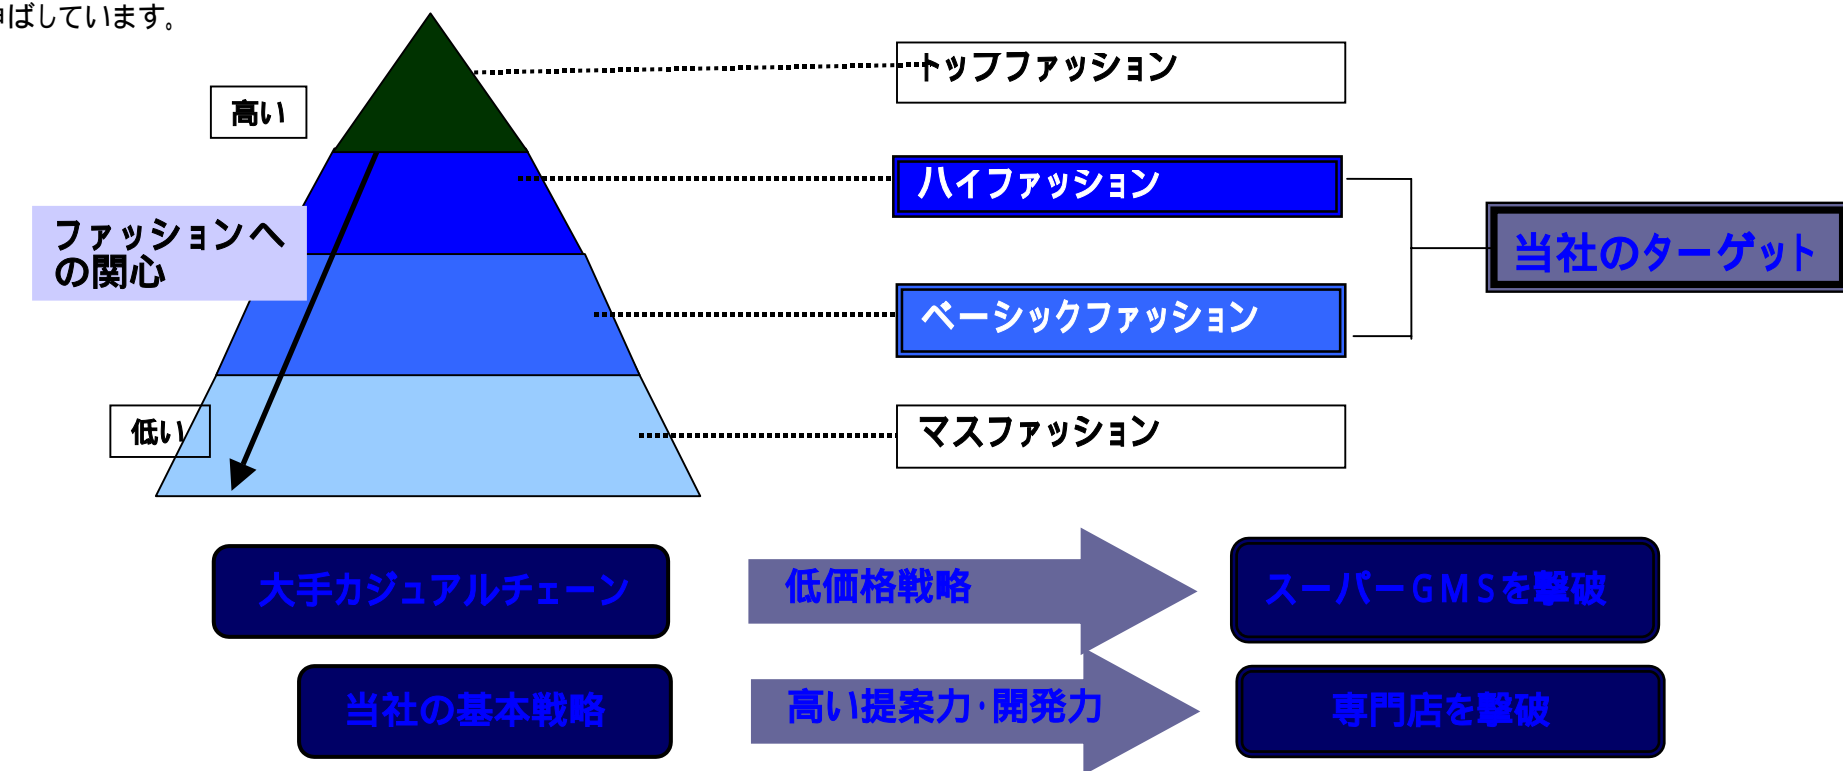 ばしています。
トップファッション
高い
ハイファッション
ファッションへ
の関心
当社のターゲット
ベーシックファッション
低い
マスファッション
大手カジュアルチェーン
低価格戦略
スーパーGMSを撃破
当社の基本戦略
高い提案力・開発力
専門店を撃破